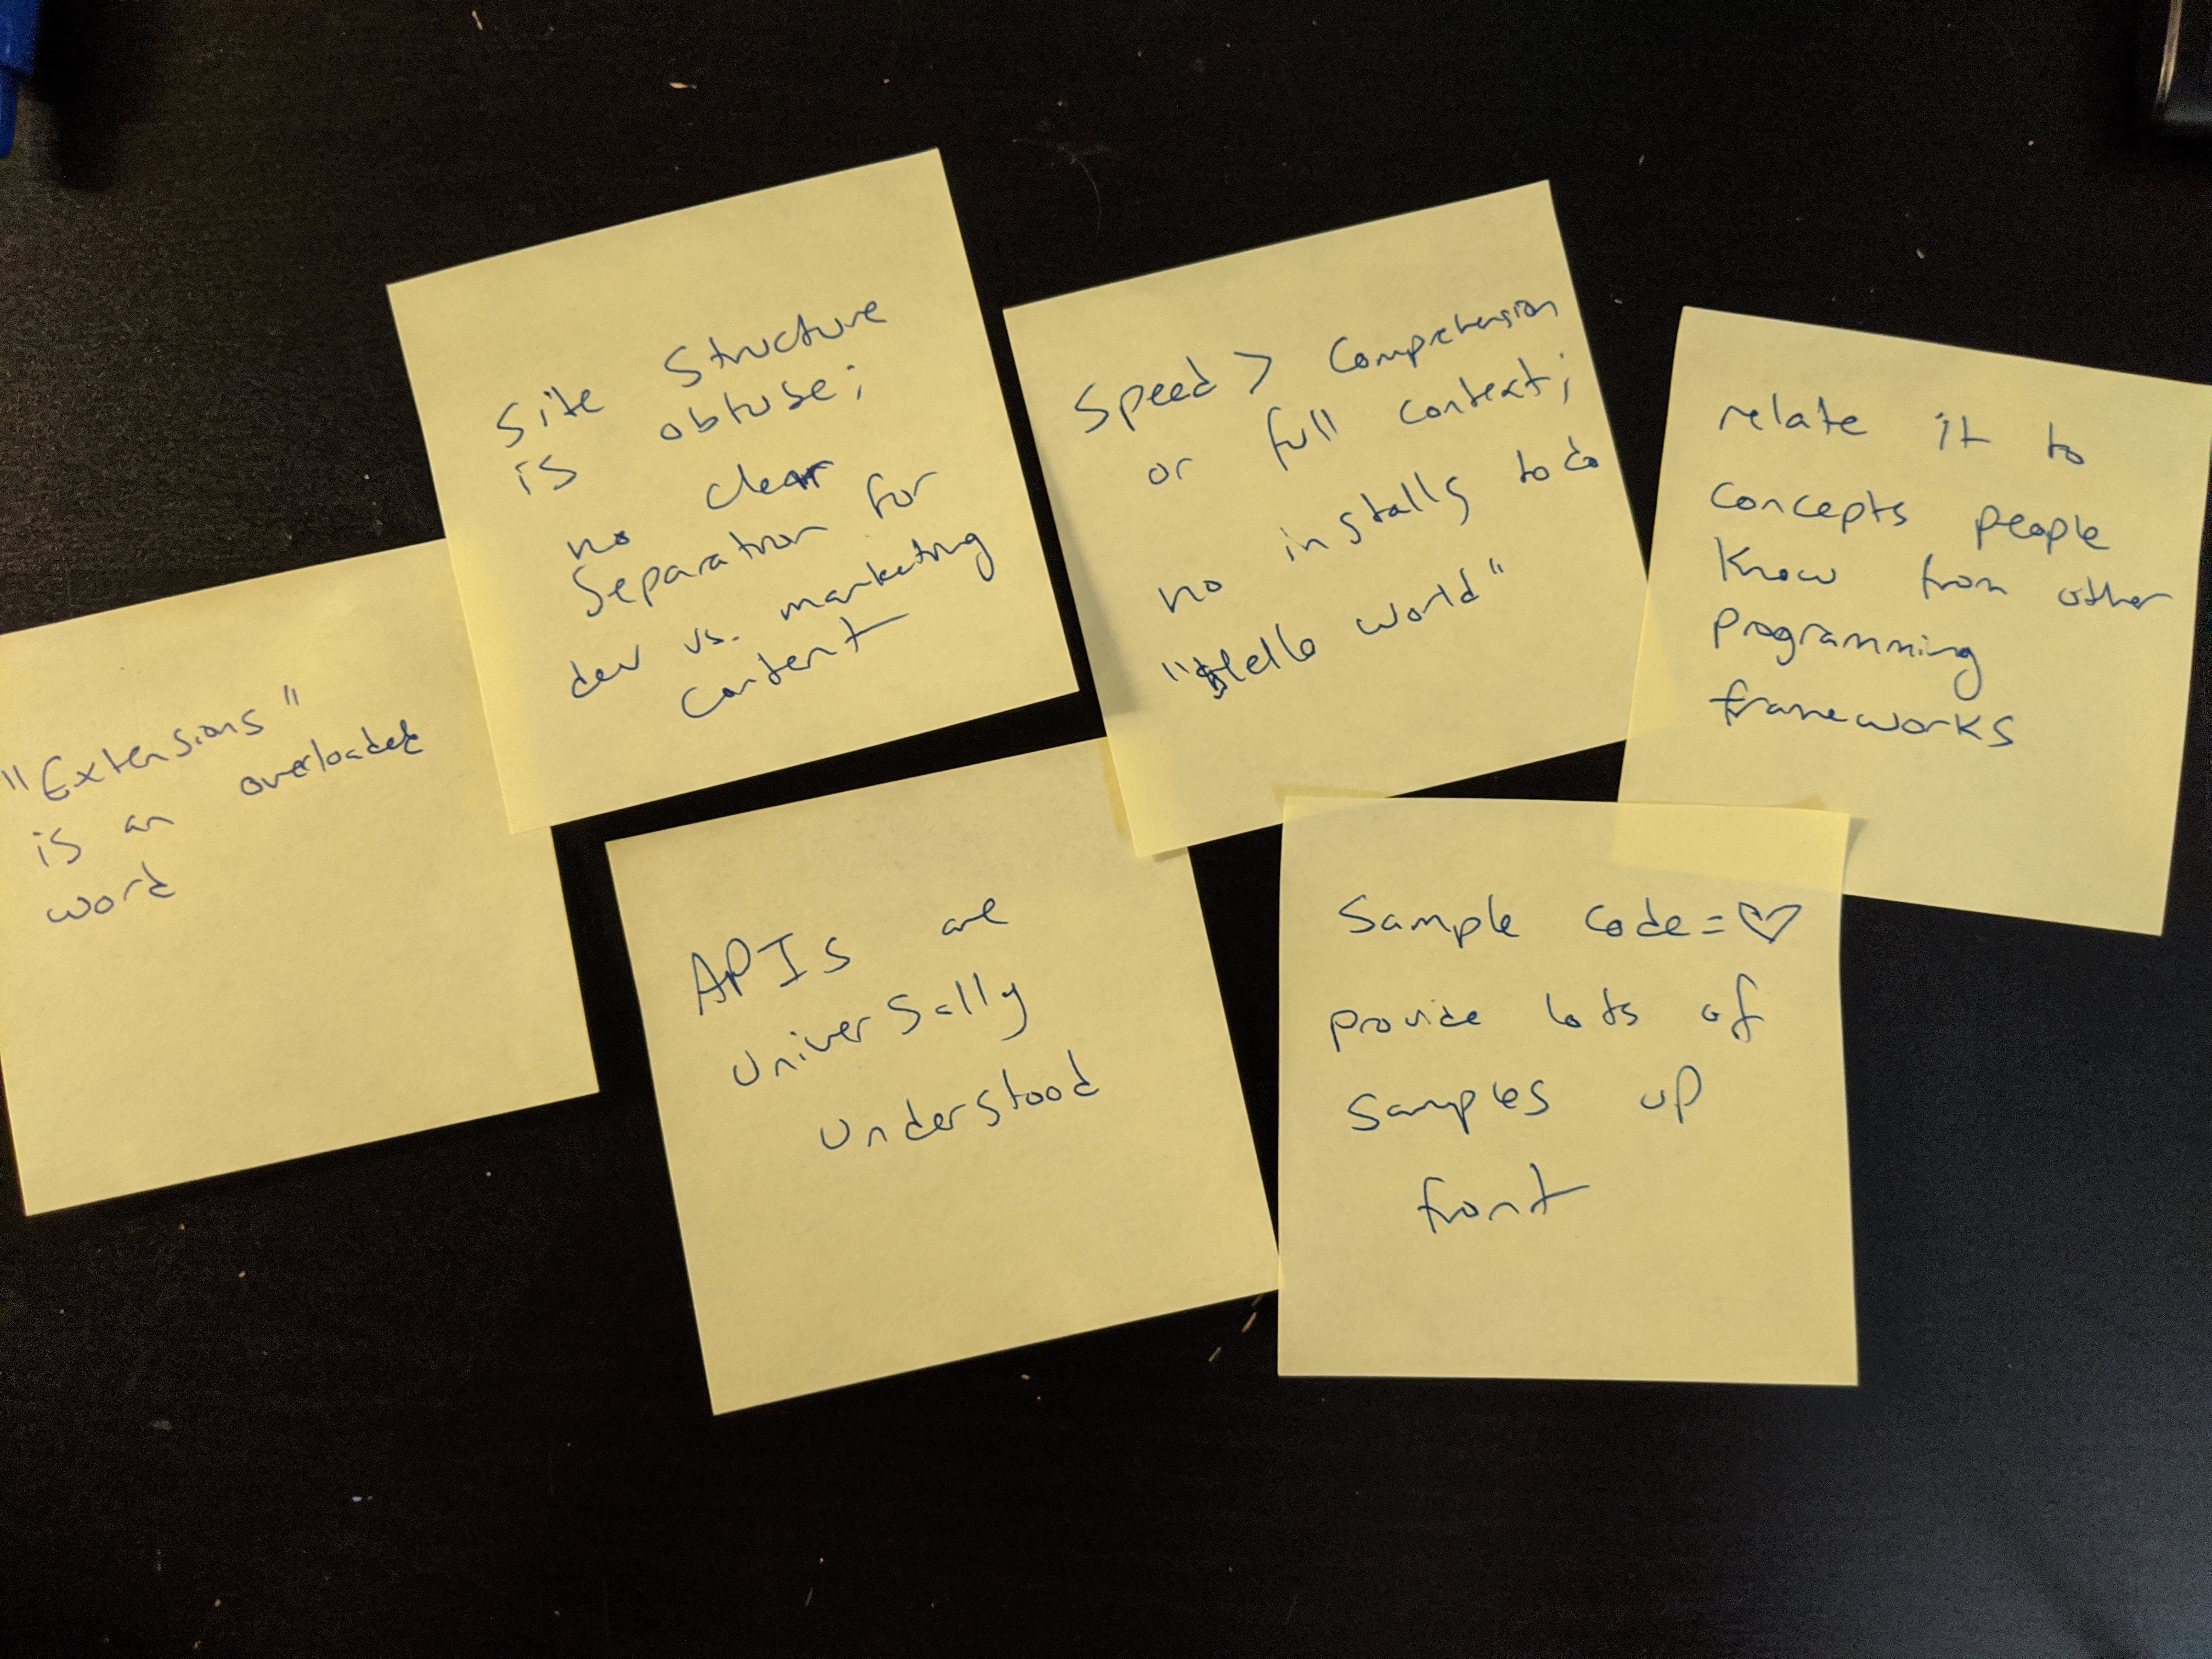 "Extensions"
is an overloaded
word
Site Structure
is obtuse;
no clear
Separation for
dev vs. marketing
content
Speed > Comprehension
or full context;
no installs to do
"Hello world"
relate it to
concepts people
know from other
programming
frameworks
APIs are
Universally
Understood
Sample code = ♡
provide lots of
samples up
front